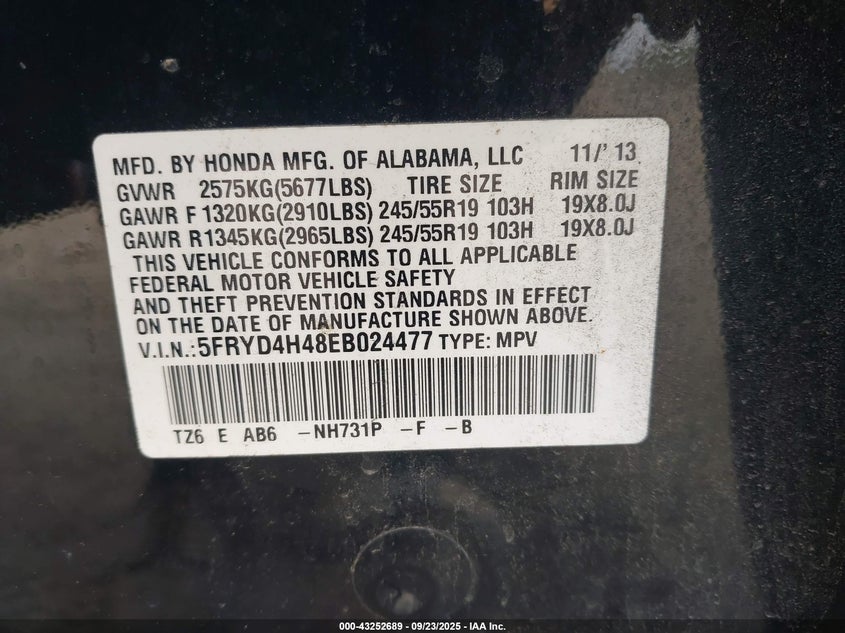 MFD. BY HONDA MFG. OF ALABAMA, LLC 11/' 13
GVWR 2575KG(5677LBS) TIRE SIZE RIM SIZE
GAWR F 1320KG(2910LBS) 245/55R19 103H 19X8.0J
GAWR R1345KG(2965LBS) 245/55R19 103H 19X8.0J
THIS VEHICLE CONFORMS TO ALL APPLICABLE
FEDERAL MOTOR VEHICLE SAFETY
AND THEFT PREVENTION STANDARDS IN EFFECT
ON THE DATE OF MANUFACTURE SHOWN ABOVE.
V.I.N.:5FRYD4H48EB024477 TYPE: MPV
TZ6 E AB6 -NH731P -F -B
000-43252689 - 09/23/2025 - IAA Inc.